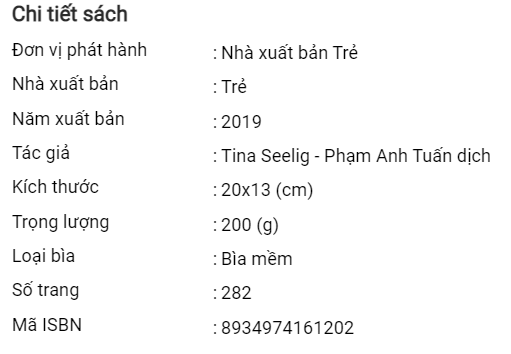 Chi tiết sách
Đơn vị phát hành : Nhà xuất bản Trẻ
Nhà xuất bản : Trẻ
Năm xuất bản : 2019
Tác giả : Tina Seelig - Phạm Anh Tuấn dịch
Kích thước : 20x13 (cm)
Trọng lượng : 200 (g)
Loại bìa : Bìa mềm
Số trang : 282
Mã ISBN : 8934974161202